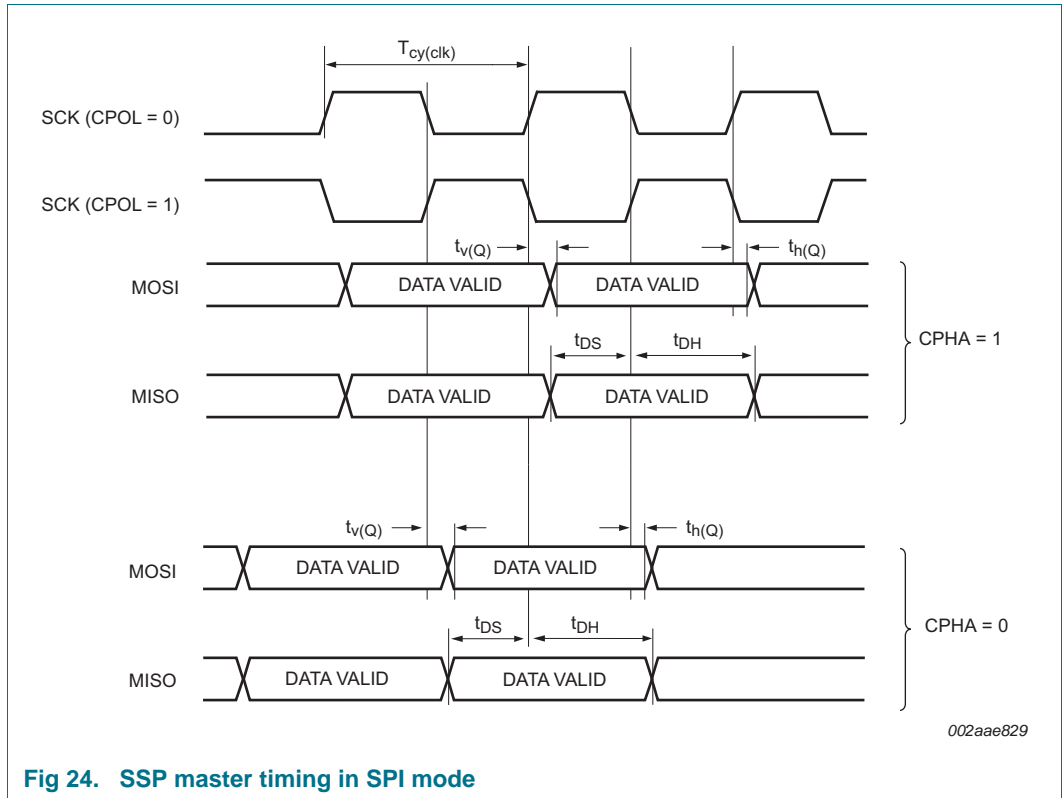 Tcy(clk)
SCK (CPOL = 0)
SCK (CPOL = 1)
tv(Q) th(Q)
MOSI DATA VALID DATA VALID
CPHA = 1
tDS tDH
MISO DATA VALID DATA VALID
tv(Q) th(Q)
MOSI DATA VALID DATA VALID
CPHA = 0
tDS tDH
MISO DATA VALID DATA VALID
002aae829
Fig 24. SSP master timing in SPI mode